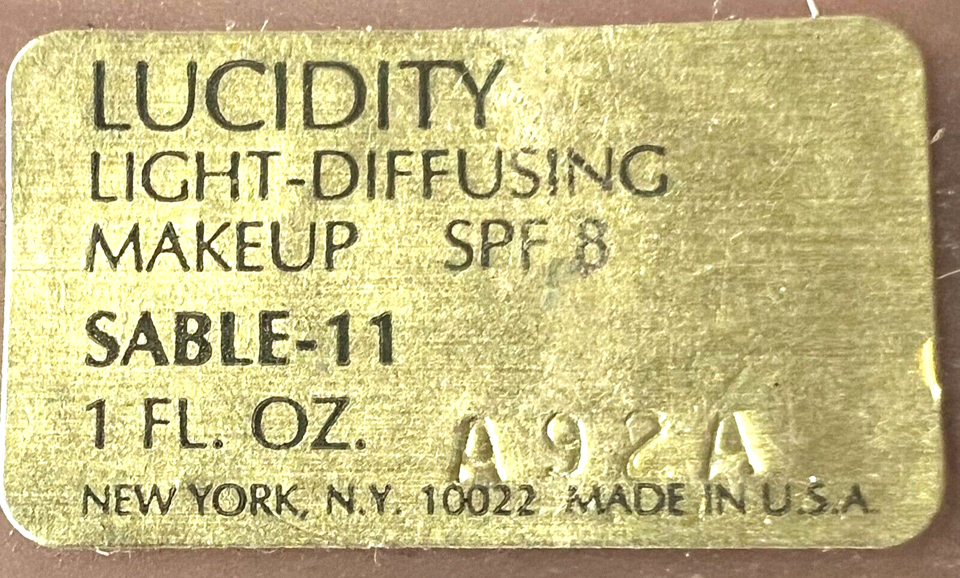 LUCIDITY
LIGHT-DIFFUSING
MAKEUP SPF 8
SABLE-11
1 FL. OZ.
A92A
NEW YORK, N.Y. 10022 MADE IN U.S.A.